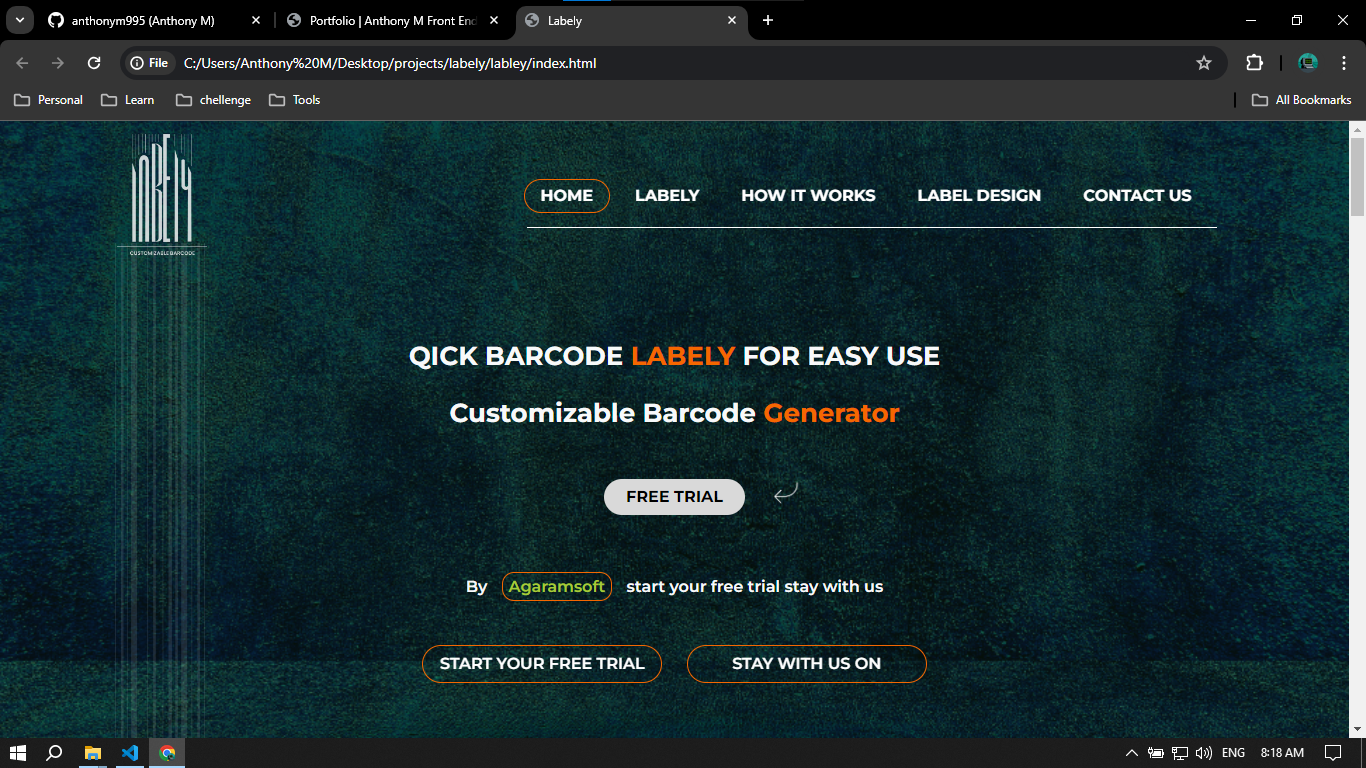 anthonym995 (Anthony M)
Portfolio | Anthony M Front End
Labely
File
C:/Users/Anthony%20M/Desktop/projects/labely/labley/index.html
Personal Learn chellenge Tools All Bookmarks
LABELY
CUSTOMIZABLE BARCODE
HOME LABELY HOW IT WORKS LABEL DESIGN CONTACT US
QICK BARCODE LABELY FOR EASY USE
Customizable Barcode Generator
FREE TRIAL
By Agaramsoft start your free trial stay with us
START YOUR FREE TRIAL STAY WITH US ON
ENG 8:18 AM